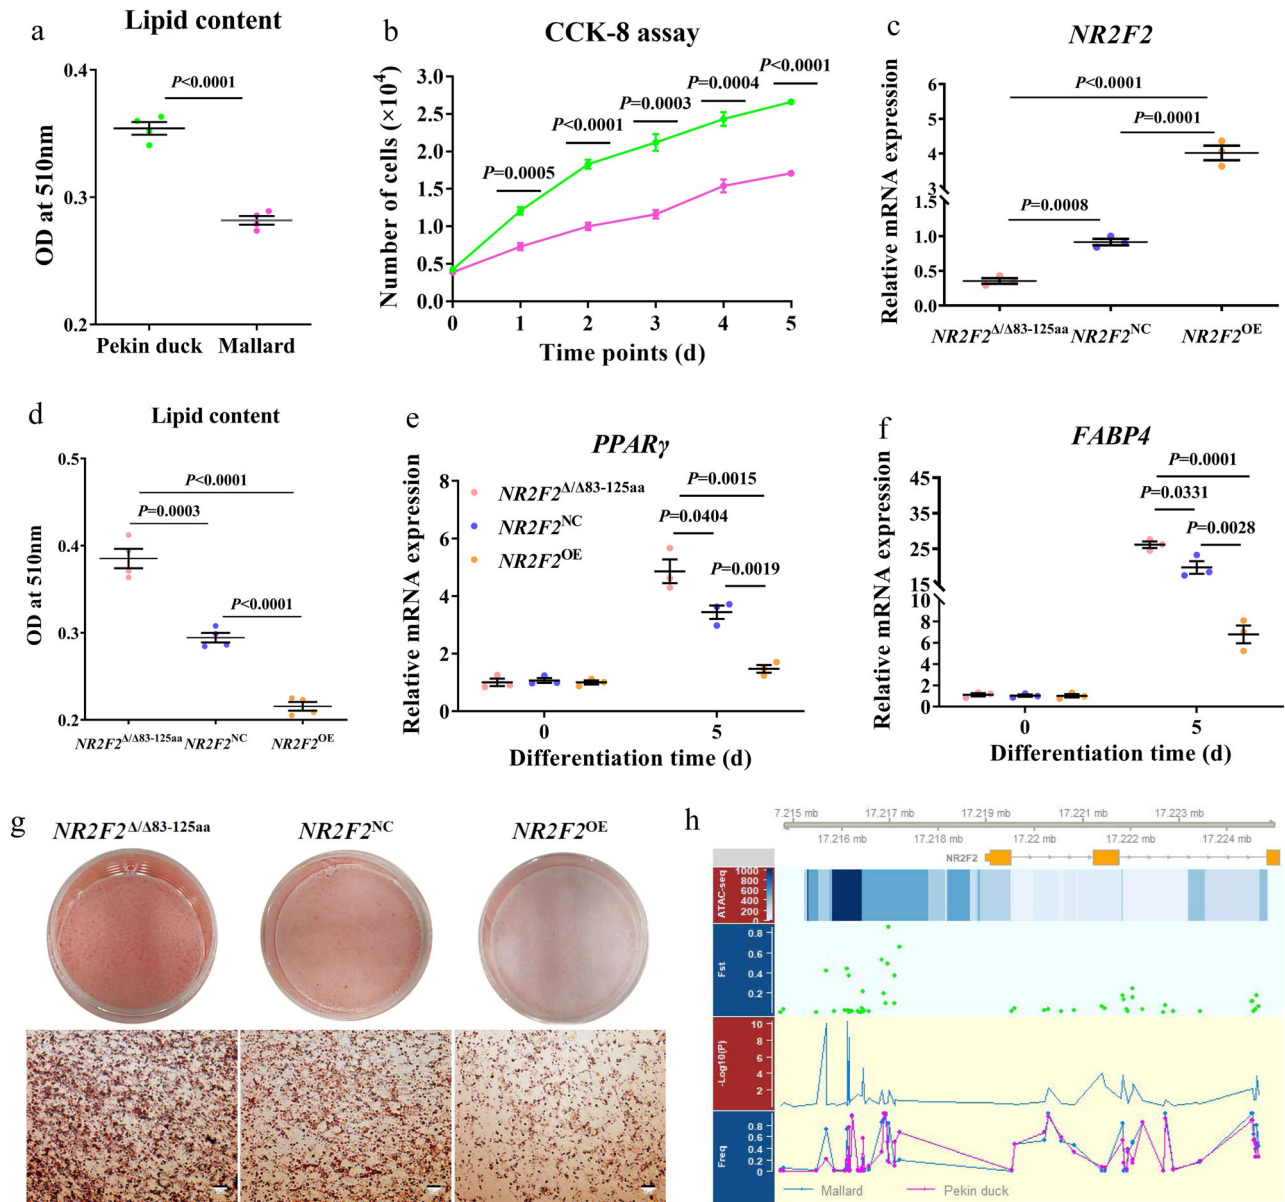 a
Lipid content
OD at 510nm
0.4
0.3
0.2
P<0.0001
Pekin duck Mallard
b
CCK-8 assay
Number of cells (×10⁴)
3.0
2.5
2.0
1.5
1.0
0.5
0.0
P=0.0005
P<0.0001
P=0.0003
P=0.0004
P<0.0001
0 1 2 3 4 5
Time points (d)
c
NR2F2
Relative mRNA expression
6
5
4
3
1.5
1.0
0.5
0.0
P<0.0001
P=0.0001
P=0.0008
NR2F2Δ/Δ83-125aa NR2F2NC NR2F2OE
d
Lipid content
OD at 510nm
0.5
0.4
0.3
0.2
P<0.0001
P=0.0003
P<0.0001
NR2F2Δ/Δ83-125aa NR2F2NC NR2F2OE
e
PPARγ
Relative mRNA expression
8
6
4
2
0
NR2F2Δ/Δ83-125aa
NR2F2NC
NR2F2OE
P=0.0015
P=0.0404
P=0.0019
0 5
Differentiation time (d)
f
FABP4
Relative mRNA expression
45
35
25
15
10
8
6
4
2
0
P=0.0001
P=0.0331
P=0.0028
0 5
Differentiation time (d)
g
NR2F2Δ/Δ83-125aa NR2F2NC NR2F2OE
h
7.215 mb 17.217 mb 17.219 mb 17.221 mb 17.223 mb
17.216 mb 17.218 mb 17.22 mb 17.222 mb 17.224 mb
NR2F2
ATAC-seq
1000
800
600
400
200
0
Fst
0.8
0.6
0.4
0.2
-Log10(P)
10
8
6
4
2
Freq
0.8
0.6
0.4
0.2
0
Mallard Pekin duck